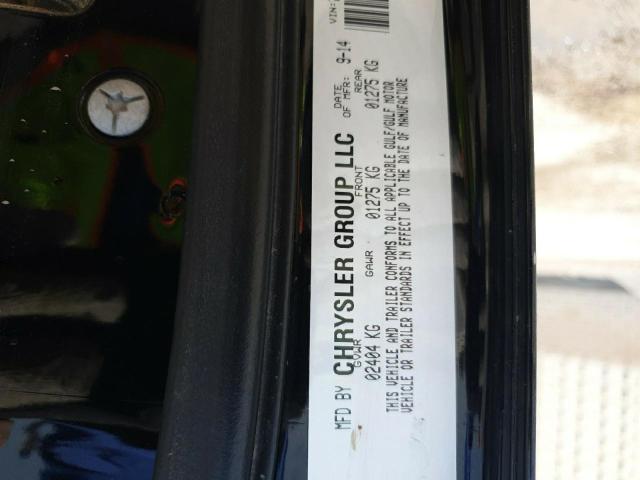 MFD BY CHRYSLER GROUP LLC DATE OF MFR: 9-14 VIN:
GVWR 02404 KG GAWR FRONT 01275 KG REAR 01275 KG
THIS VEHICLE AND TRAILER CONFORMS TO ALL APPLICABLE GULF/GULF MOTOR
VEHICLE OR TRAILER STANDARDS IN EFFECT UP TO THE DATE OF MANUFACTURE